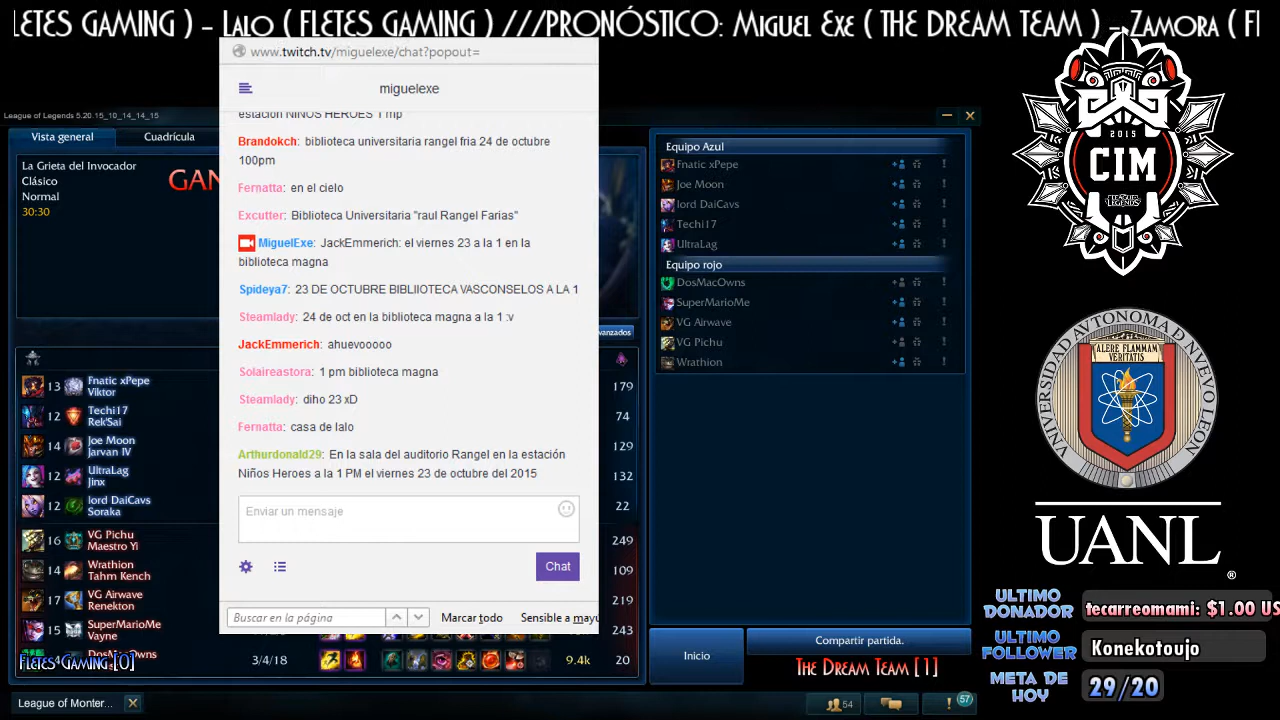 LETES GAMING ) – LALO ( FLETES GAMING ) ///PRONÓSTICO: MIGUEL EXE ( THE DREAM TEAM ) – ZAMORA ( FL
www.twitch.tv/miguelexe/chat?popout=
miguelexe
estacion NIÑOS HEROES 1 mp
Brandokch: biblioteca universitaria rangel fria 24 de octubre
100pm
Fernatta: en el cielo
Excutter: Biblioteca Universitaria "raul Rangel Farias"
MiguelExe: JackEmmerich: el viernes 23 a la 1 en la
biblioteca magna
Spideya7: 23 DE OCTUBRE BIBLIIOTECA VASCONSELOS A LA 1
Steamlady: 24 de oct en la biblioteca magna a la 1 :v
JackEmmerich: ahuevooooo
Solaireastora: 1 pm biblioteca magna
Steamlady: diho 23 xD
Fernatta: casa de lalo
Arthurdonald29: En la sala del auditorio Rangel en la estación
Niños Heroes a la 1 PM el viernes 23 de octubre del 2015
Enviar un mensaje
Chat
Buscar en la página
Marcar todo
Sensible a mayú
League of Legends 5.20.15_10_14_14_15
Vista general
Cuadrícula
La Grieta del Invocador
Clásico
Normal
30:30
GAN
avanzados
13 Fnatic xPepe 179
Viktor
12 Techi17 74
Rek'Sai
14 Joe Moon 129
Jarvan IV
12 UltraLag 132
Jinx
12 lord DaiCavs 22
Soraka
16 VG Pichu 249
Maestro Yi
14 Wrathion 109
Tahm Kench
17 VG Airwave 219
Renekton
15 SuperMarioMe 243
Vayne
DosMacOwns 3/4/18 9.4k 20
FLETES GAMING [0]
Equipo Azul
Fnatic xPepe
Joe Moon
lord DaiCavs
Techi17
UltraLag
Equipo rojo
DosMacOwns
SuperMarioMe
VG Airwave
VG Pichu
Wrathion
Inicio
Compartir partida.
THE DREAM TEAM [1]
League of Monter...
54
57
2015
CIM
LEAGUE OF LEGENDS
UNIVERSIDAD AUTONOMA DE NUEVO LEON
ALERE FLAMMAM
VERITATIS
UANL®
ULTIMO
DONADOR
tecarreomami: $1.00 US
ULTIMO
FOLLOWER
Konekotoujo
META DE
HOY
29/20